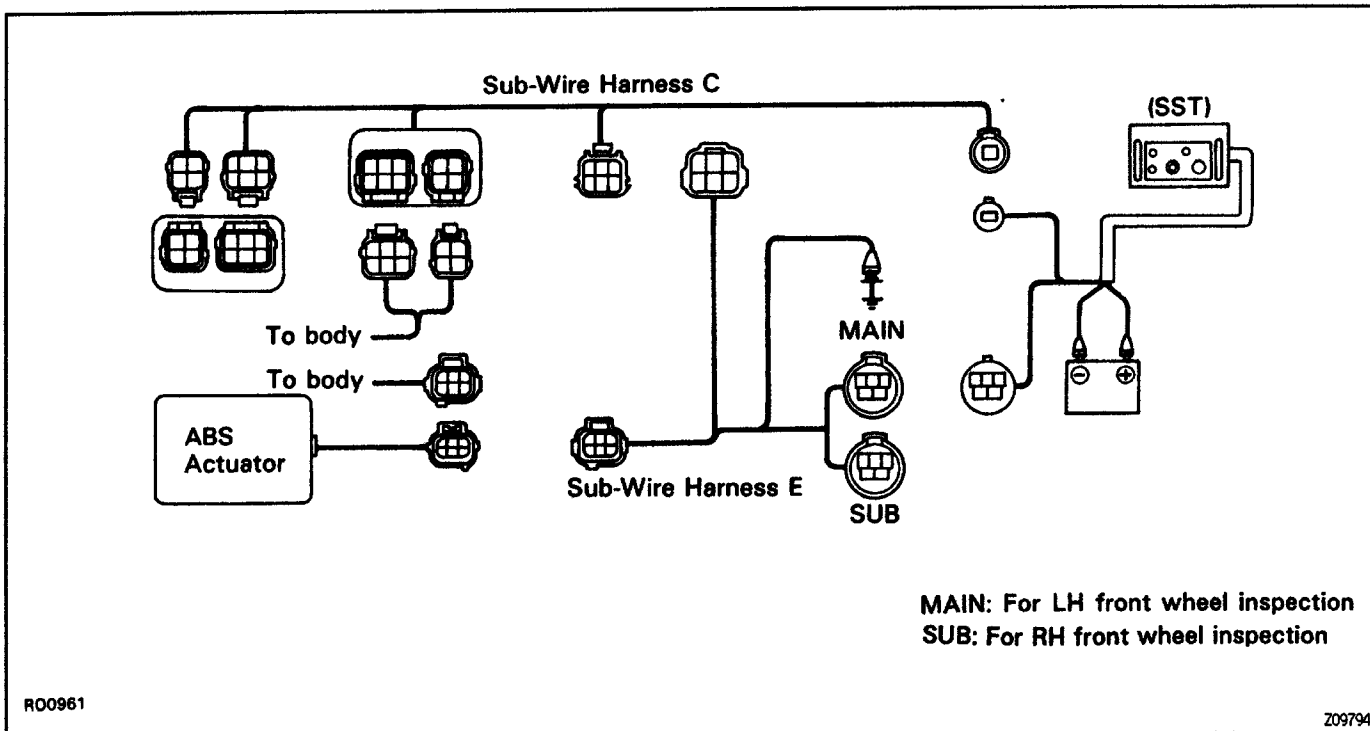 Sub-Wire Harness C
(SST)
To body
To body
MAIN
ABS
Actuator
Sub-Wire Harness E
SUB
MAIN: For LH front wheel inspection
SUB: For RH front wheel inspection
R00961
Z09794